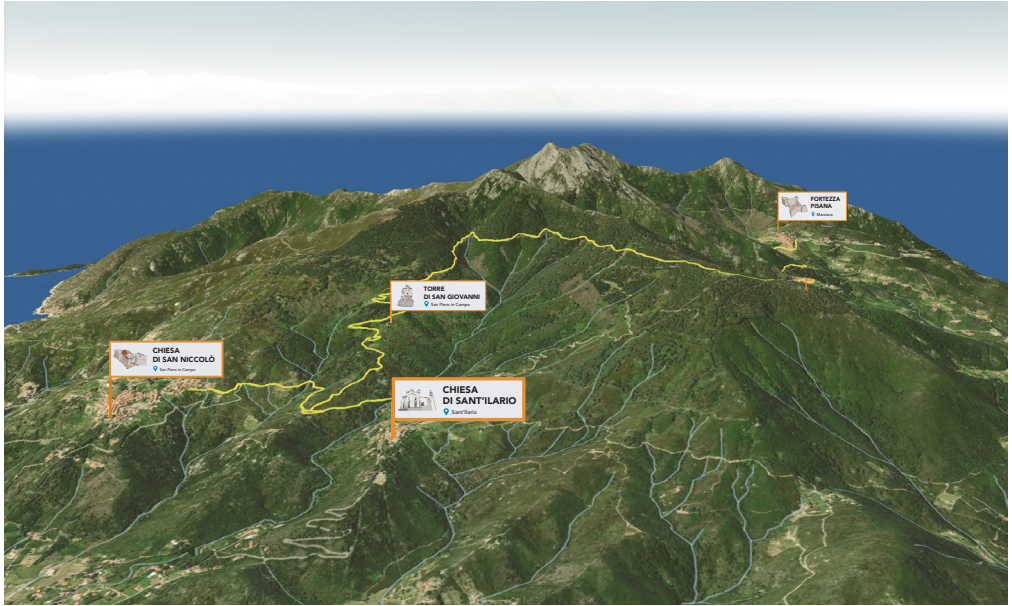 FORTEZZA
PISANA
Marciana
TORRE
DI SAN GIOVANNI
San Piero in Campo
CHIESA
DI SAN NICCOLÒ
San Piero in Campo
CHIESA
DI SANT'ILARIO
Sant'Ilario